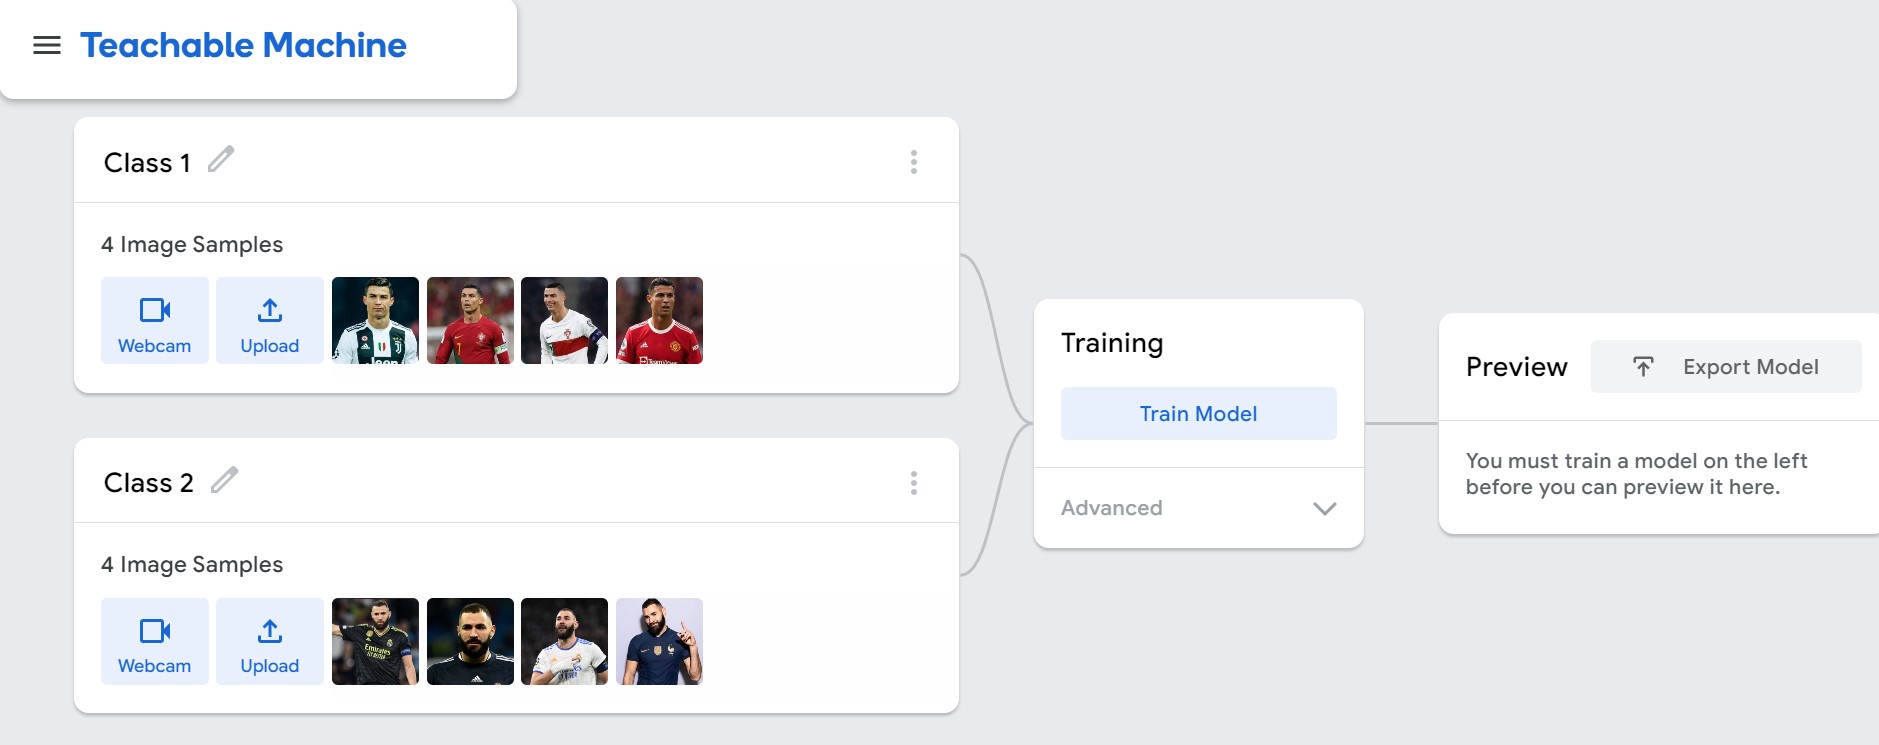 Teachable Machine
Class 1
4 Image Samples
Webcam
Upload
Class 2
4 Image Samples
Webcam
Upload
Emirates
Training
Train Model
Advanced
Preview
Export Model
You must train a model on the left
before you can preview it here.